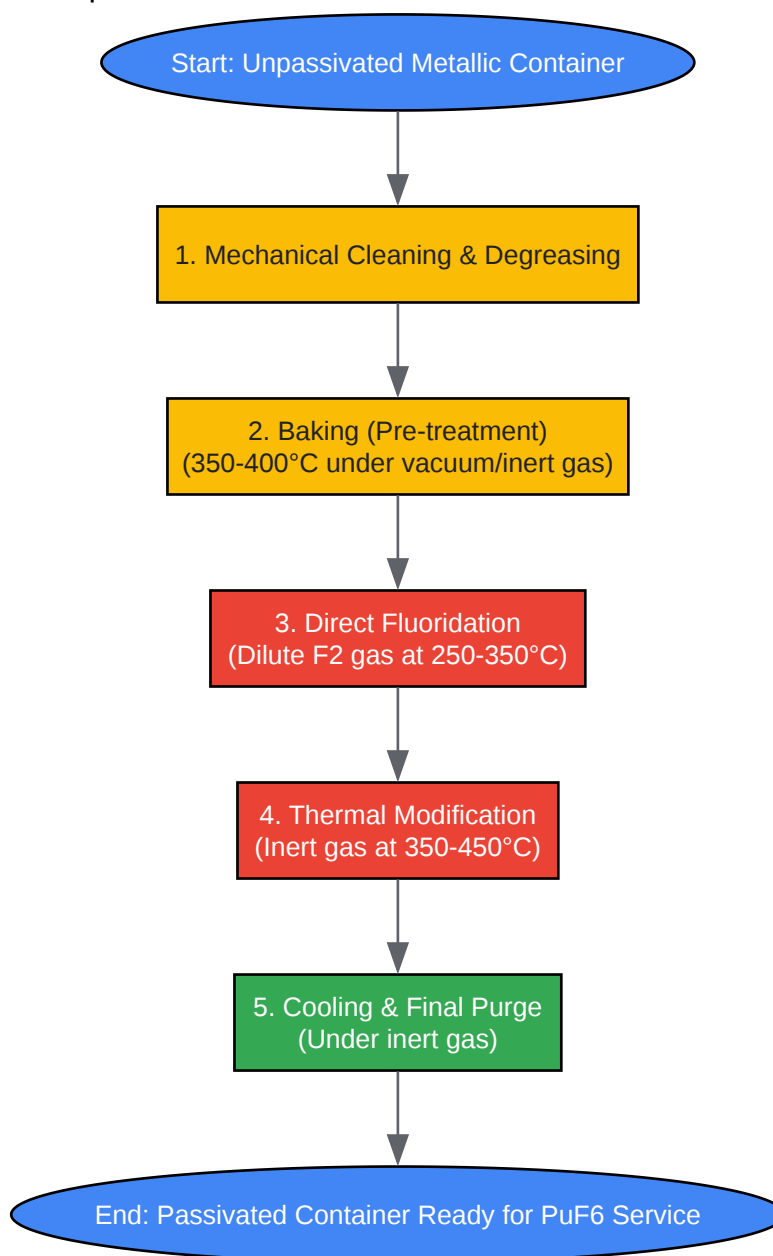 Start: Unpassivated Metallic Container
1. Mechanical Cleaning & Degreasing
2. Baking (Pre-treatment)
(350-400°C under vacuum/inert gas)
3. Direct Fluoridation
(Dilute F2 gas at 250-350°C)
4. Thermal Modification
(Inert gas at 350-450°C)
5. Cooling & Final Purge
(Under inert gas)
End: Passivated Container Ready for PuF6 Service